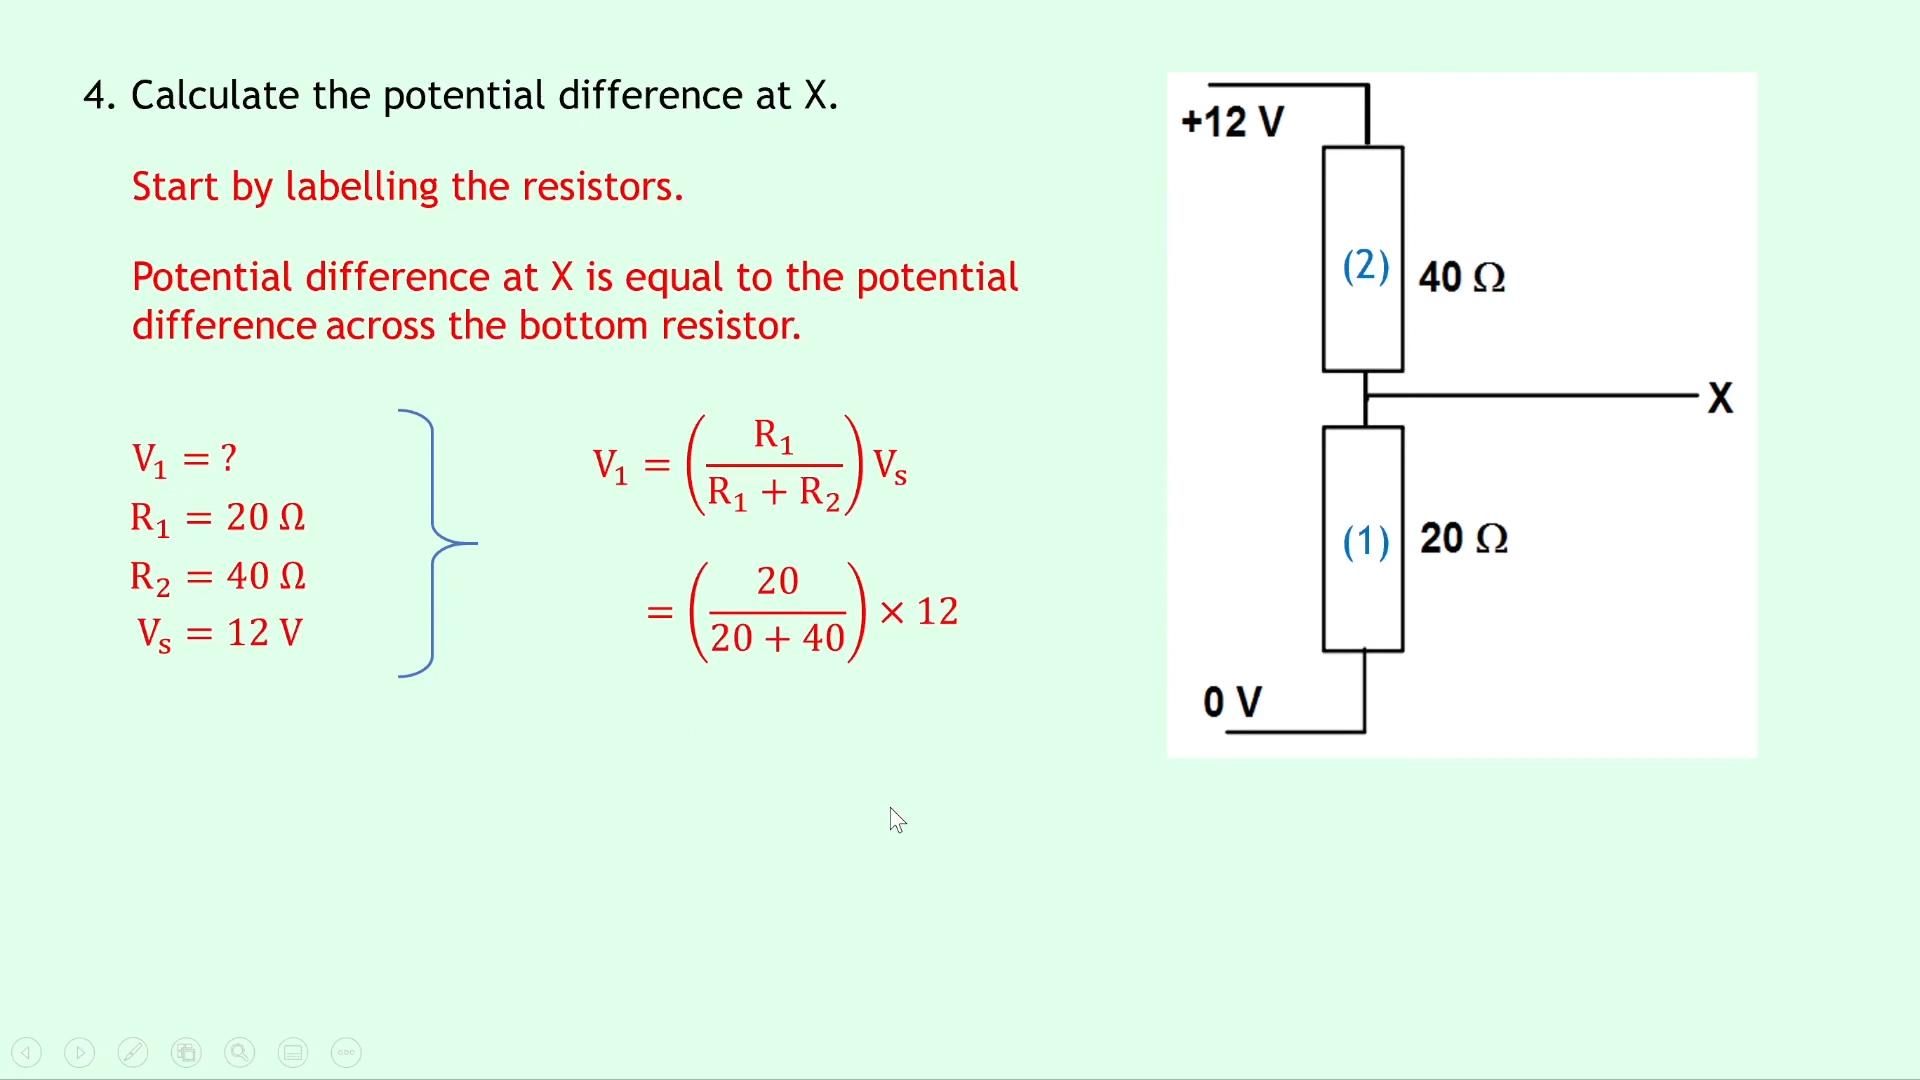 4. Calculate the potential difference at X.
Start by labelling the resistors.
Potential difference at X is equal to the potential
difference across the bottom resistor.
V₁ = ?
R₁ = 20 Ω
R₂ = 40 Ω
Vₛ = 12 V
V₁ = (R₁ / (R₁ + R₂)) Vₛ
= (20 / (20 + 40)) × 12
+12 V
(2) 40 Ω
X
(1) 20 Ω
0 V